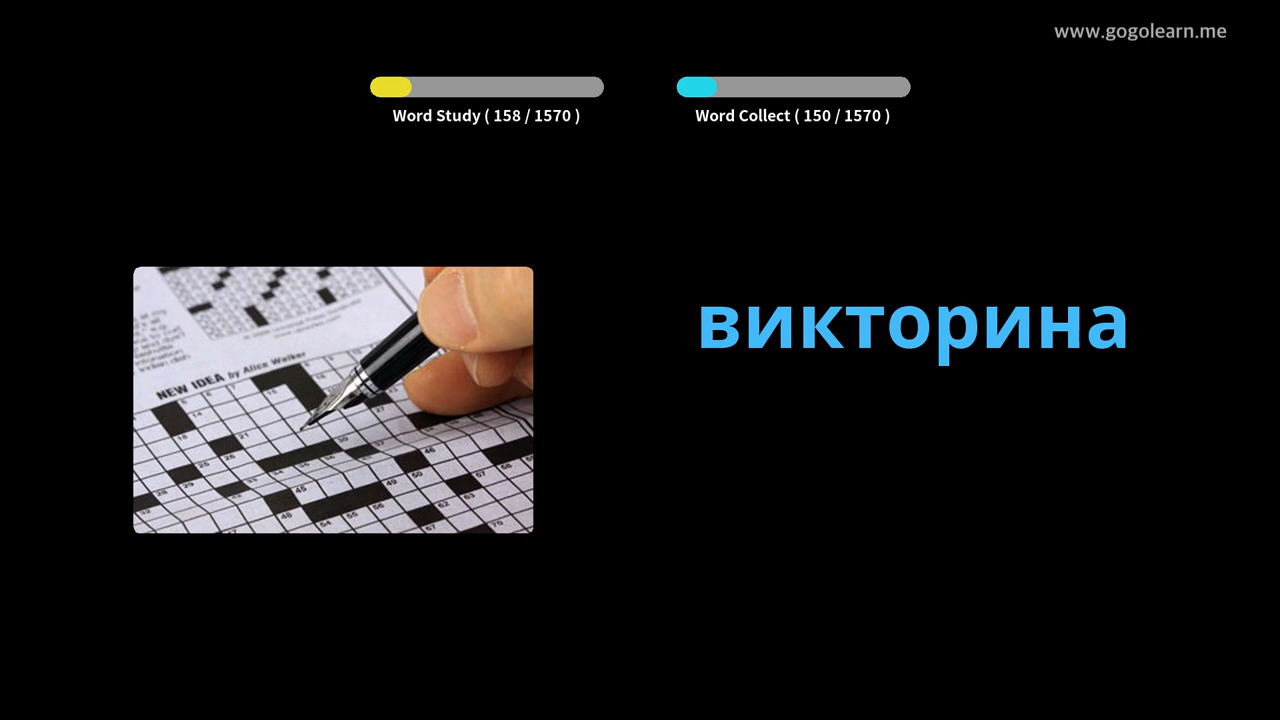 www.gogolearn.me
Word Study ( 158 / 1570 )
Word Collect ( 150 / 1570 )
викторина
NEW IDEA by Alice Walker